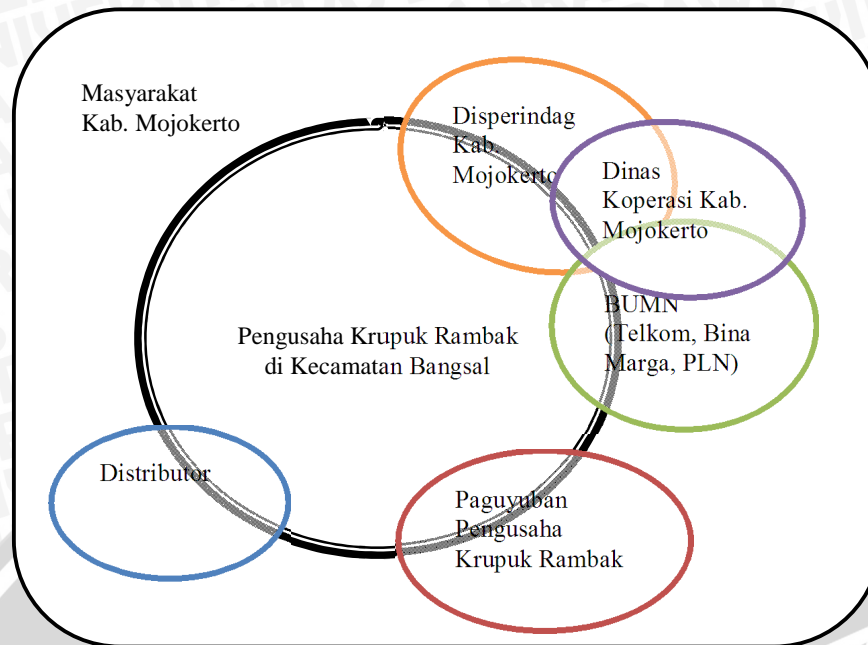 Masyarakat
Kab. Mojokerto
Disperindag
Kab.
Mojokerto
Dinas
Koperasi Kab.
Mojokerto
BUMN
(Telkom, Bina
Marga, PLN)
Pengusaha Krupuk Rambak
di Kecamatan Bangsal
Distributor
Paguyuban
Pengusaha
Krupuk Rambak